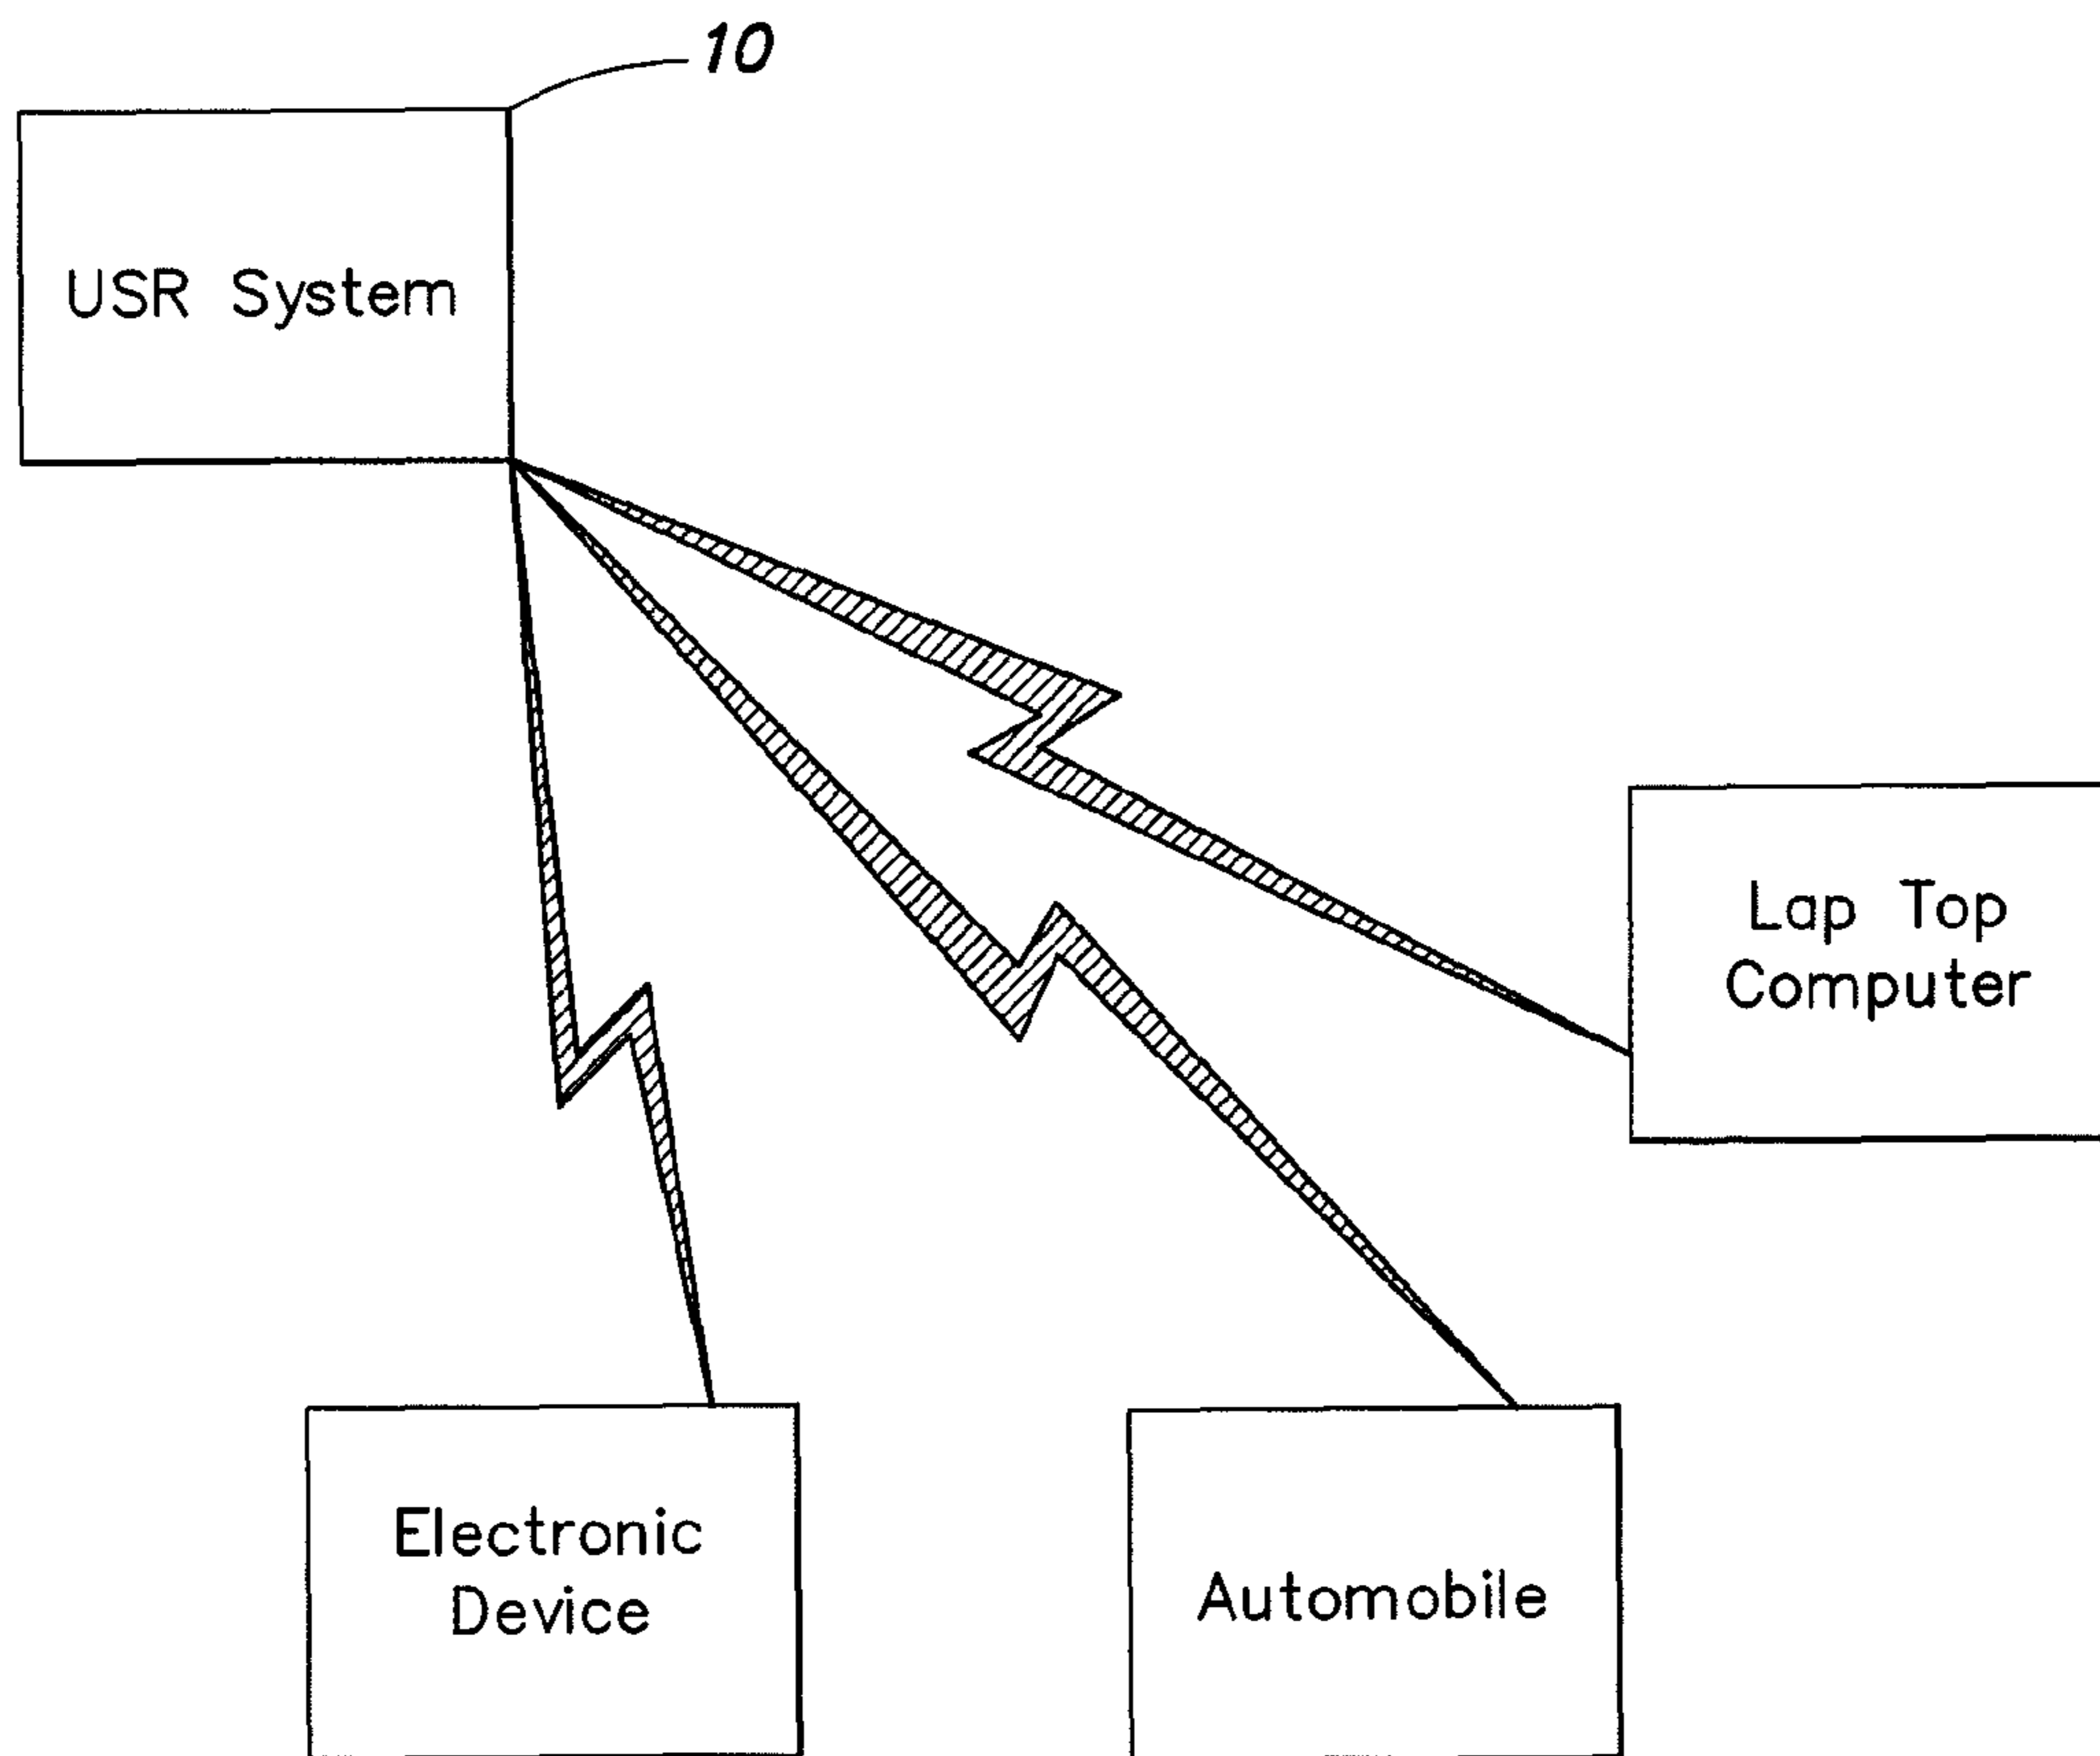 10
USR System
Lap Top
Computer
Electronic
Device
Automobile